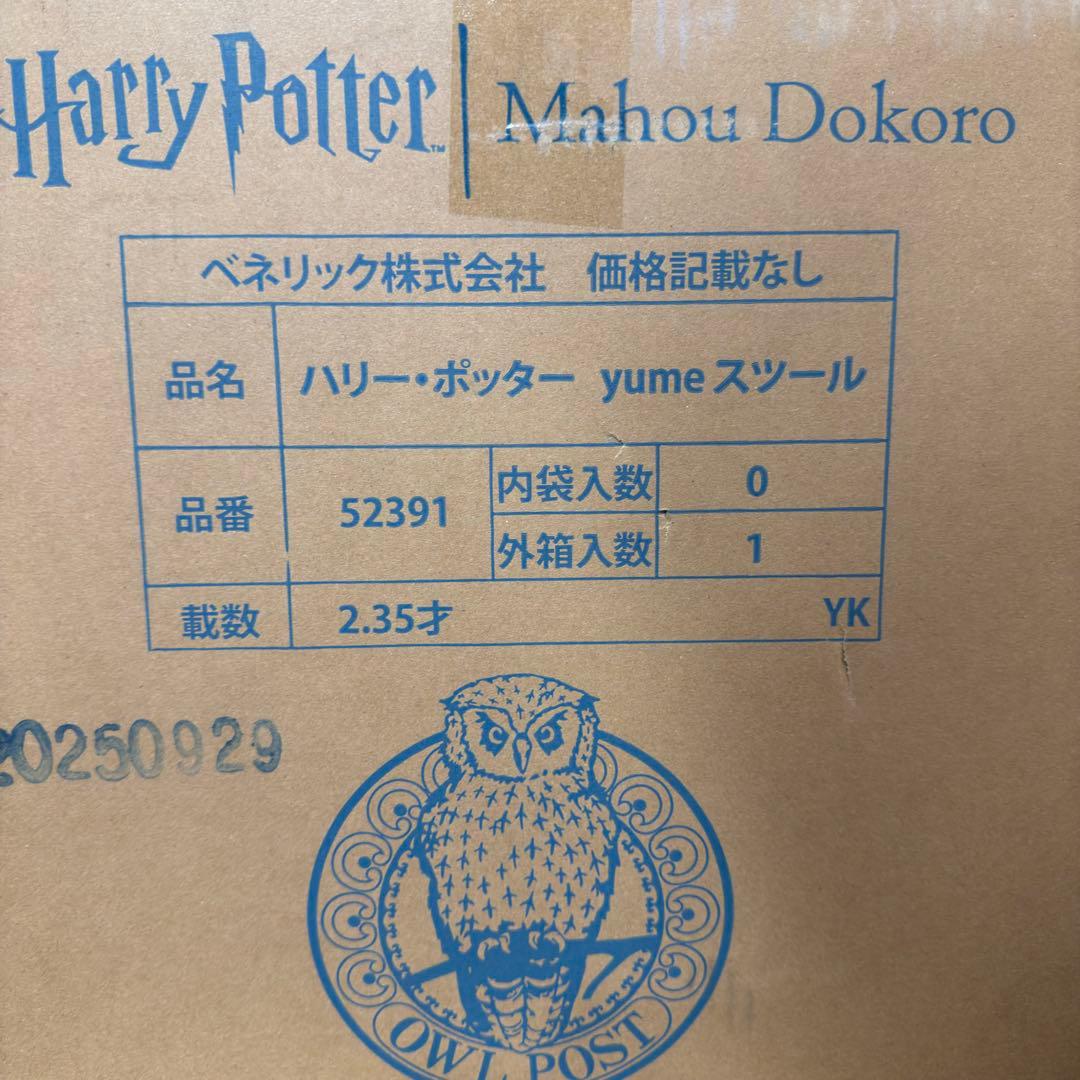 Harry Potter™ | Mahou Dokoro
ベネリック株式会社 価格記載なし
品名 ハリー・ポッター yumeスツール
品番 52391 内袋入数 0
外箱入数 1
載数 2.35才 YK
20250929
OWL POST